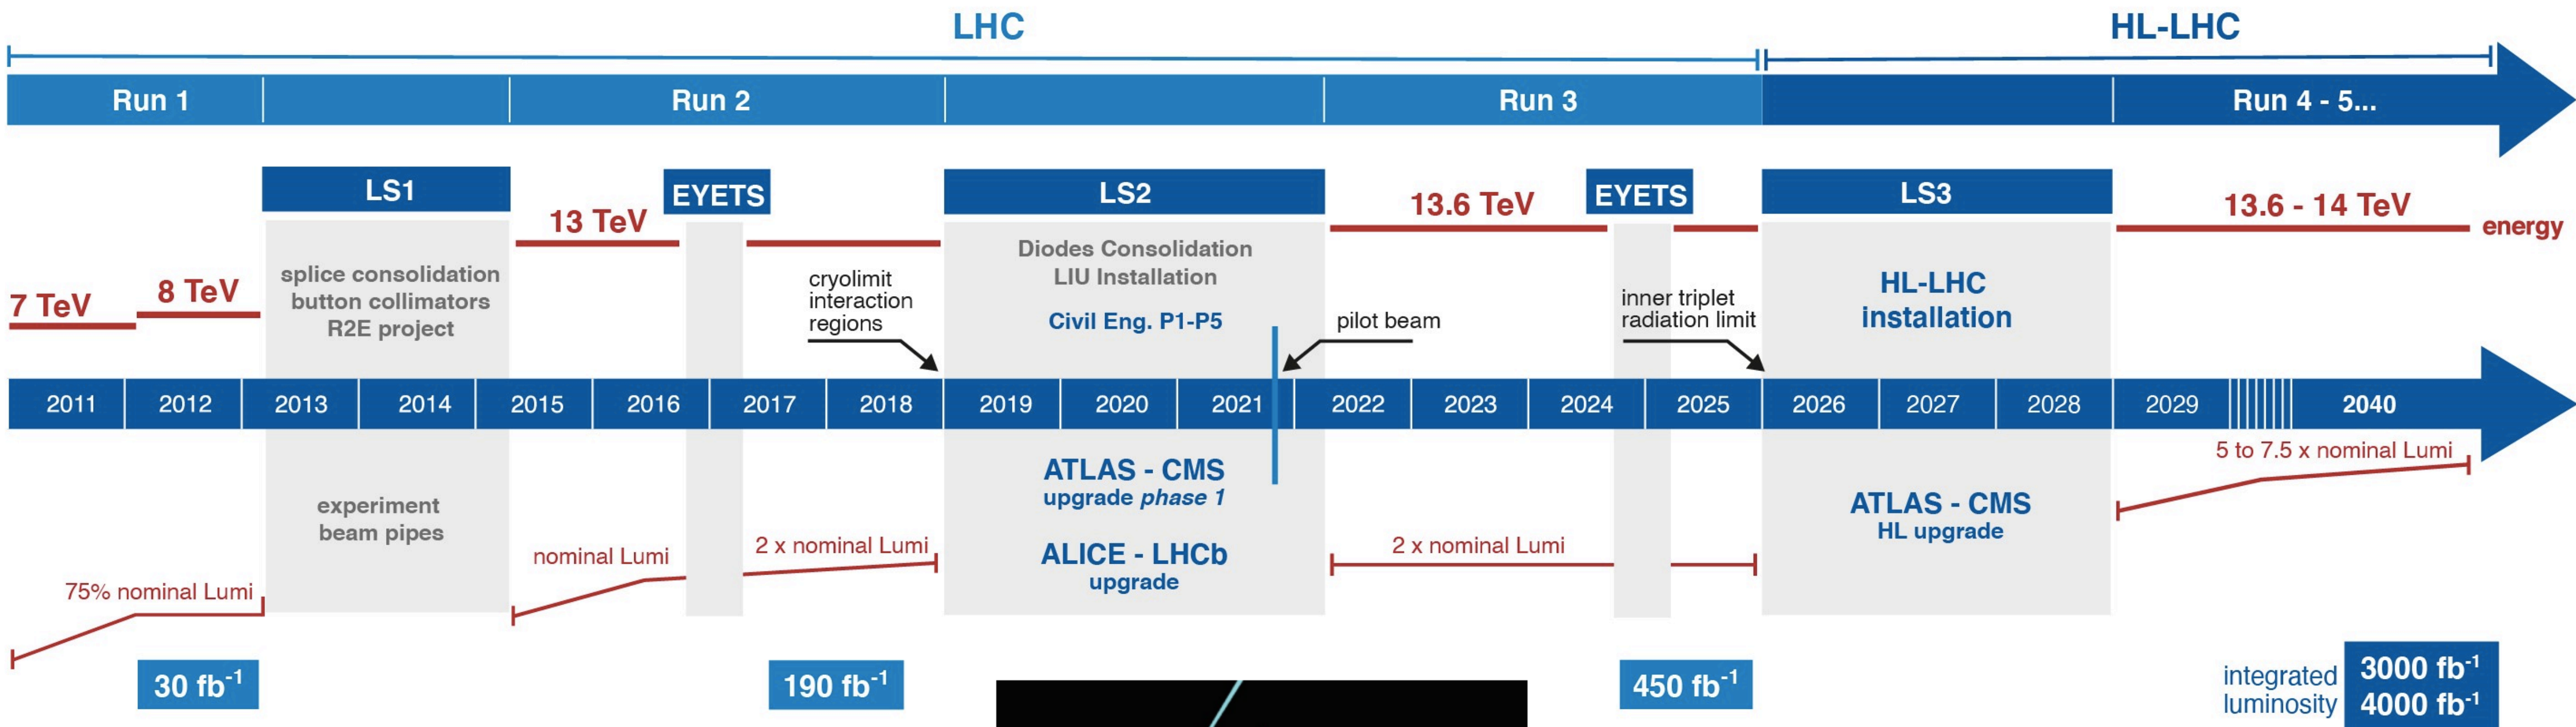 LHC
HL-LHC
Run 1
Run 2
Run 3
Run 4 - 5...
LS1
EYETS
LS2
EYETS
LS3
7 TeV
8 TeV
13 TeV
13.6 TeV
13.6 - 14 TeV
energy
splice consolidation
button collimators
R2E project
cryolimit
interaction
regions
Diodes Consolidation
LIU Installation
Civil Eng. P1-P5
pilot beam
inner triplet
radiation limit
HL-LHC
installation
2011
2012
2013
2014
2015
2016
2017
2018
2019
2020
2021
2022
2023
2024
2025
2026
2027
2028
2029
2040
5 to 7.5 x nominal Lumi
experiment
beam pipes
ATLAS - CMS
upgrade phase 1
ALICE - LHCb
upgrade
ATLAS - CMS
HL upgrade
75% nominal Lumi
nominal Lumi
2 x nominal Lumi
2 x nominal Lumi
30 fb-1
190 fb-1
450 fb-1
integrated
luminosity
3000 fb-1
4000 fb-1